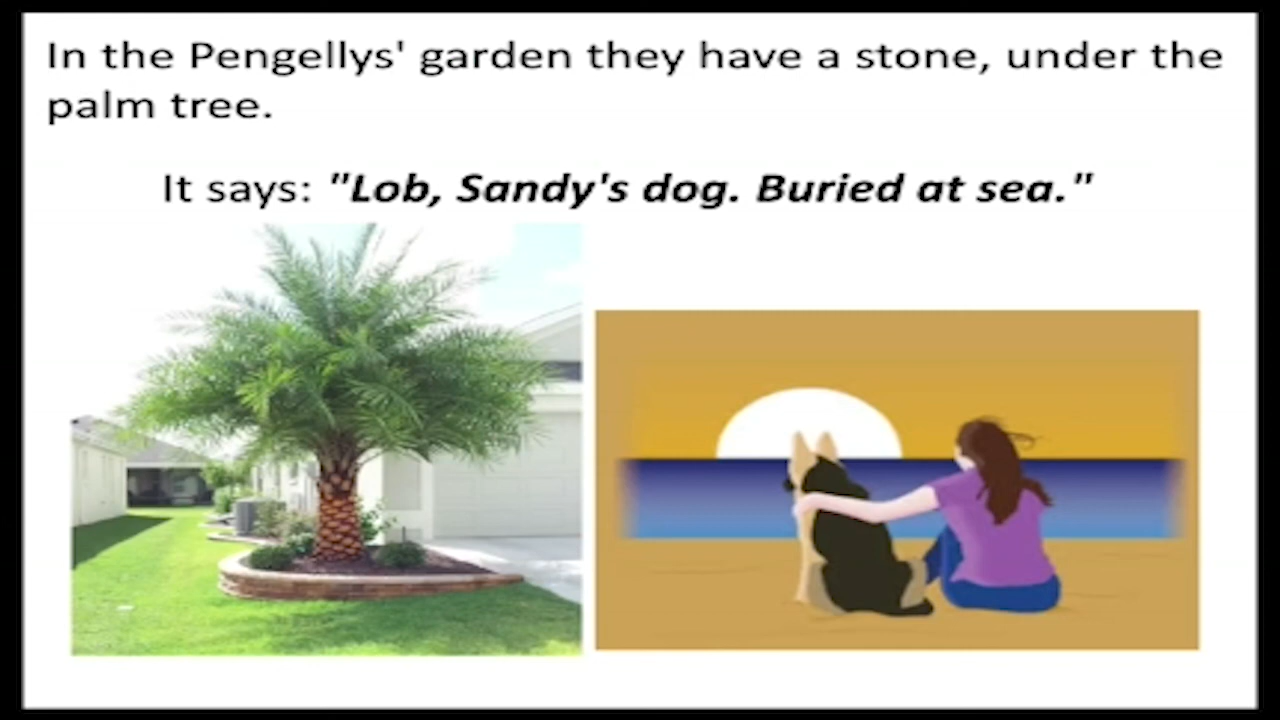 In the Pengellys' garden they have a stone, under the
palm tree.
It says: "Lob, Sandy's dog. Buried at sea."